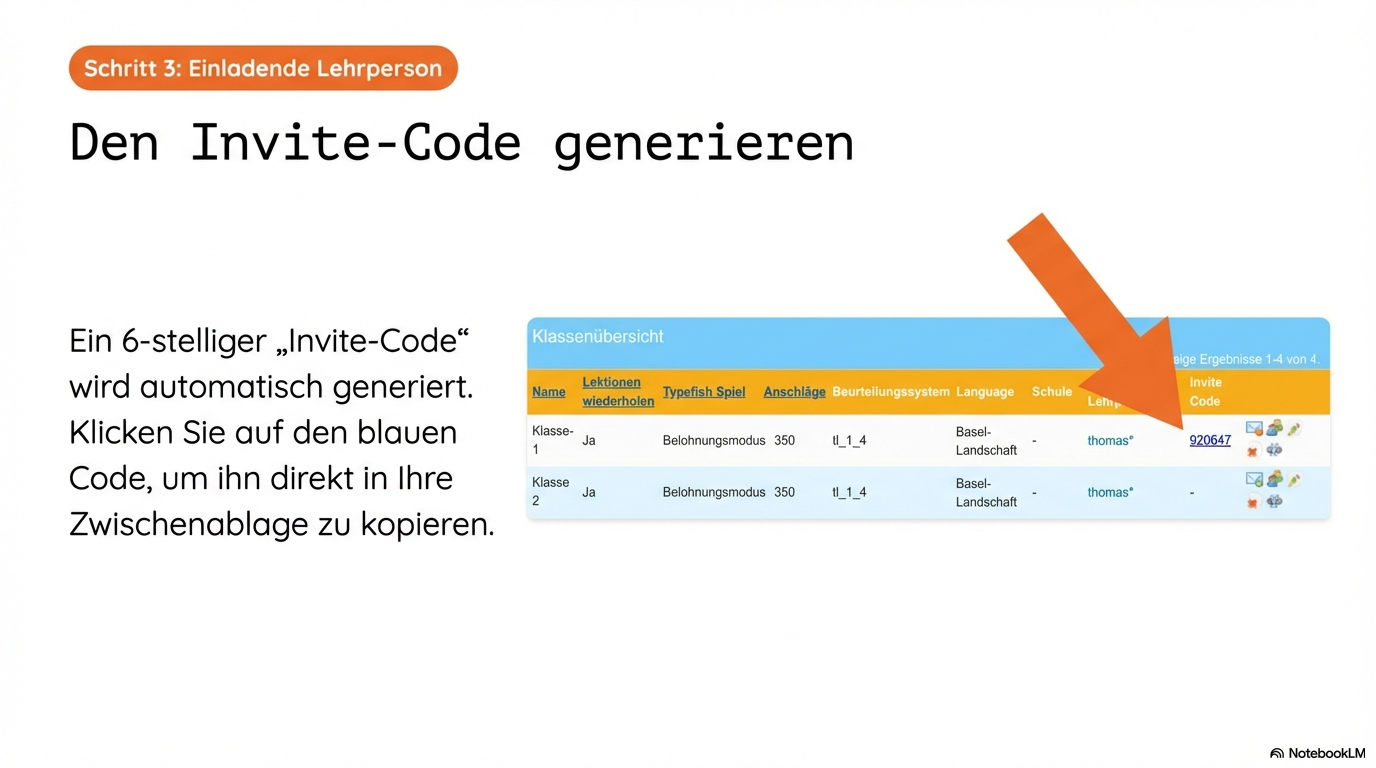 Schritt 3: Einladende Lehrperson
Den Invite-Code generieren
Ein 6-stelliger „Invite-Code“
wird automatisch generiert.
Klicken Sie auf den blauen
Code, um ihn direkt in Ihre
Zwischenablage zu kopieren.
Klassenübersicht
Ergebnisse 1-4 von 4.
Name Lektionen wiederholen Typefish Spiel Anschläge Beurteilungssystem Language Schule Invite Code
Klasse-1 Ja Belohnungsmodus 350 tl_1_4 Basel-Landschaft - thomas* 920647
Klasse 2 Ja Belohnungsmodus 350 tl_1_4 Basel-Landschaft - thomas* -
NotebookLM